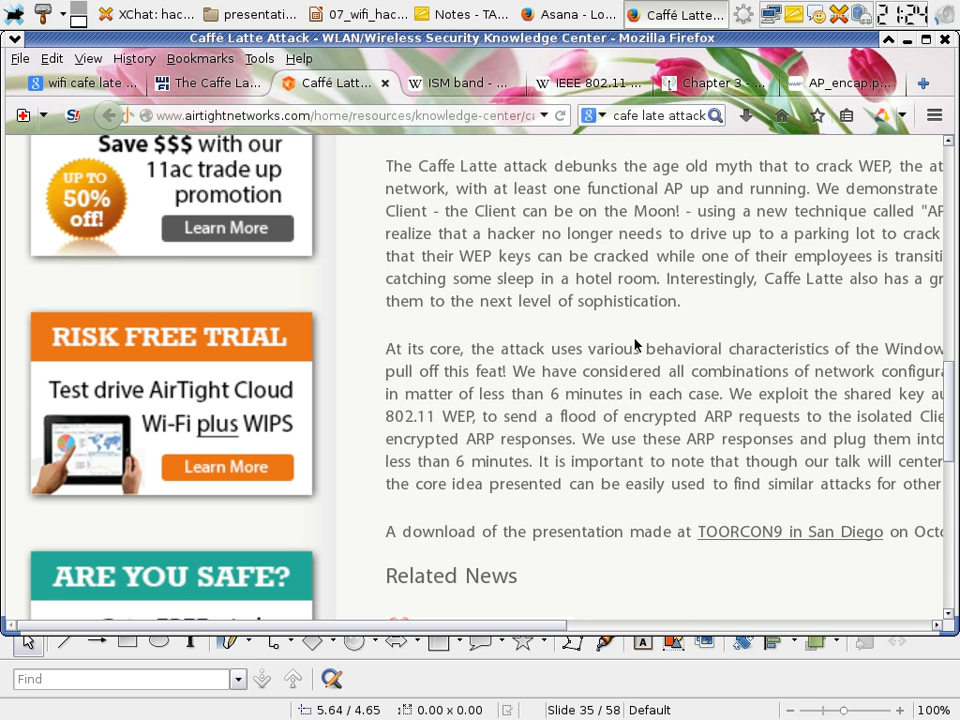 XChat: hac...
presentati...
07_wifi_hac...
Notes - TA...
Asana - Lo...
Caffé Latte...
21:24
Caffé Latte Attack - WLAN/Wireless Security Knowledge Center - Mozilla Firefox
File Edit View History Bookmarks Tools Help
wifi cafe late ...
The Caffe La...
Caffé Latt...
ISM band - ...
IEEE 802.11 ...
Chapter 3 - ...
AP_encap.p...
www.airtightnetworks.com/home/resources/knowledge-center/ca
cafe late attack
Save $$$ with our
11ac trade up
promotion
UP TO
50%
off!
Learn More
RISK FREE TRIAL
Test drive AirTight Cloud
Wi-Fi plus WIPS
Learn More
ARE YOU SAFE?
The Caffe Latte attack debunks the age old myth that to crack WEP, the at
network, with at least one functional AP up and running. We demonstrate
Client - the Client can be on the Moon! - using a new technique called "AP
realize that a hacker no longer needs to drive up to a parking lot to crack
that their WEP keys can be cracked while one of their employees is transiti
catching some sleep in a hotel room. Interestingly, Caffe Latte also has a gr
them to the next level of sophistication.
At its core, the attack uses various behavioral characteristics of the Window
pull off this feat! We have considered all combinations of network configura
in matter of less than 6 minutes in each case. We exploit the shared key au
802.11 WEP, to send a flood of encrypted ARP requests to the isolated Clie
encrypted ARP responses. We use these ARP responses and plug them into
less than 6 minutes. It is important to note that though our talk will center
the core idea presented can be easily used to find similar attacks for other
A download of the presentation made at TOORCON9 in San Diego on Octo
Related News
Find
5.64 / 4.65
0.00 x 0.00
Slide 35 / 58
Default
100%